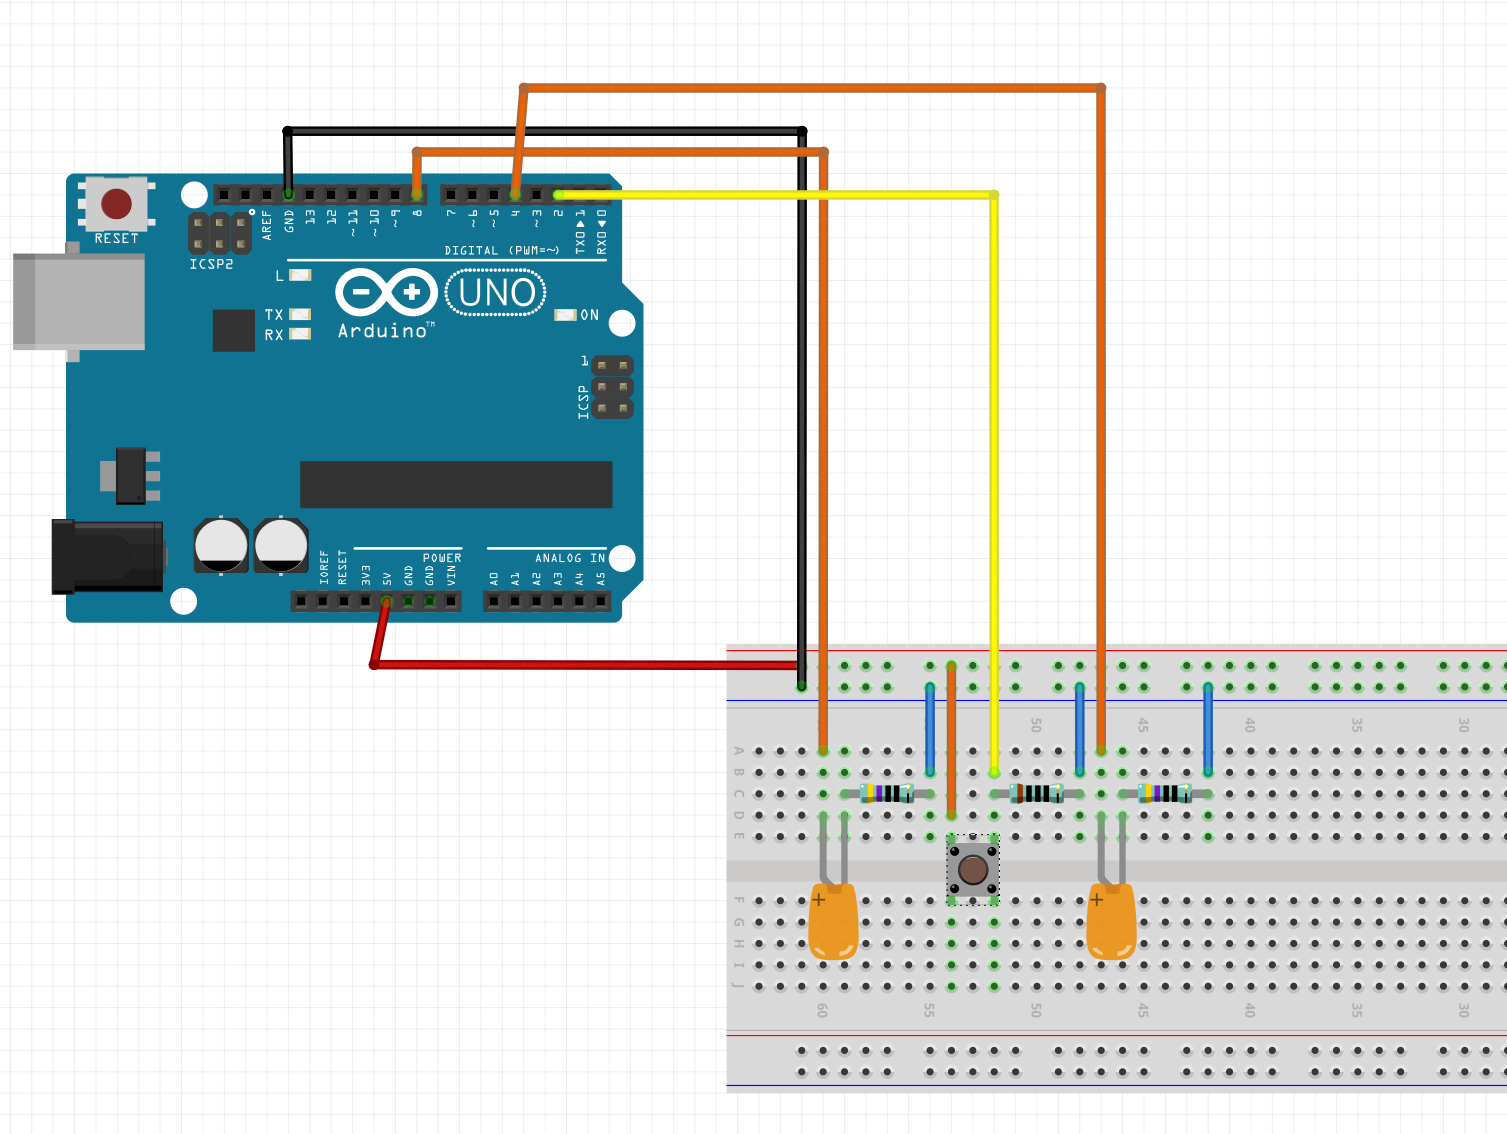 RESET
ICSP2
AREF
GND
13
12
~11
~10
~9
8
7
~6
~5
4
~3
2
TX0▶1
RX0◀0
DIGITAL (PWM=~)
L
TX
RX
UNO
Arduino™
ON
1
ICSP
IOREF
RESET
3V3
5V
GND
GND
VIN
POWER
ANALOG IN
A0
A1
A2
A3
A4
A5
50
45
40
35
30
A
B
C
D
E
+
+
F
G
H
I
J
60
55
50
45
40
35
30